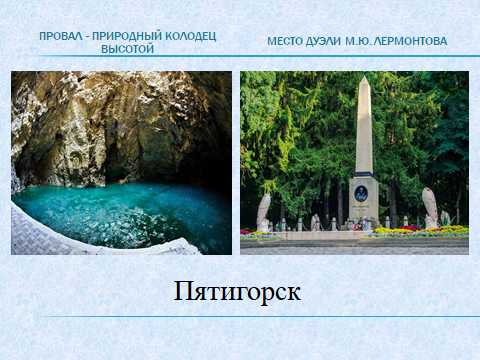 ПРОВАЛ - ПРИРОДНЫЙ КОЛОДЕЦ
ВЫСОТОЙ
МЕСТО ДУЭЛИ М.Ю. ЛЕРМОНТОВА
Пятигорск